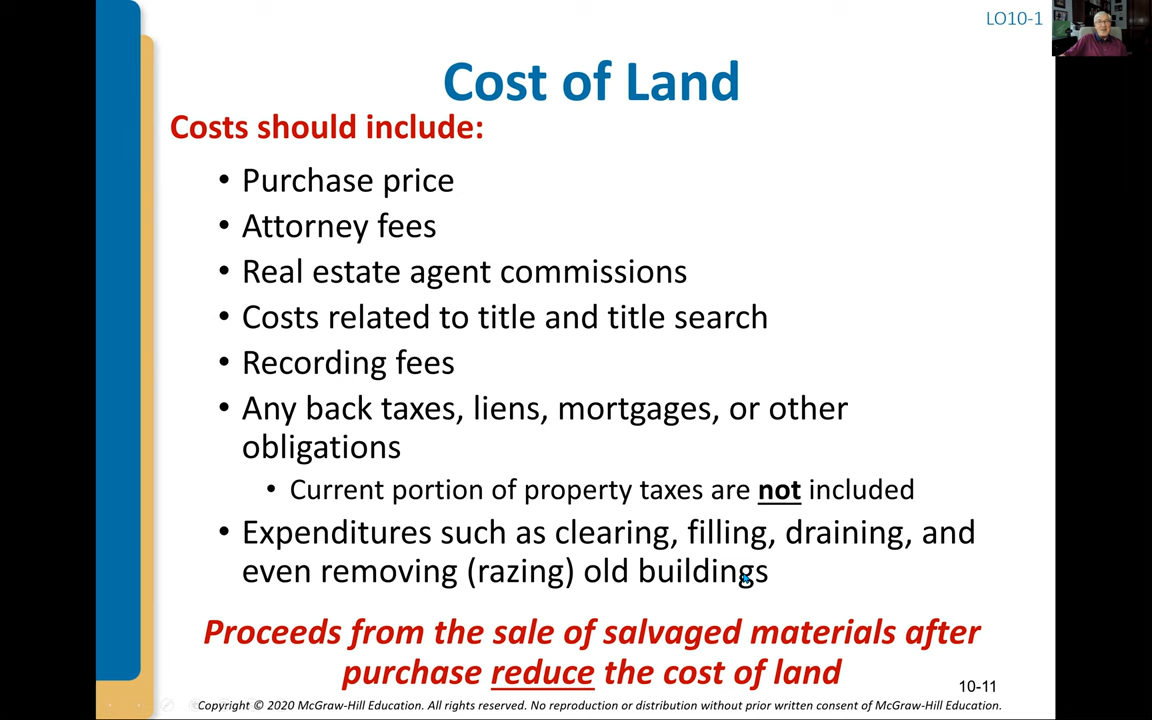 LO10-1
Cost of Land
Costs should include:
• Purchase price
• Attorney fees
• Real estate agent commissions
• Costs related to title and title search
• Recording fees
• Any back taxes, liens, mortgages, or other
obligations
• Current portion of property taxes are not included
• Expenditures such as clearing, filling, draining, and
even removing (razing) old buildings
Proceeds from the sale of salvaged materials after
purchase reduce the cost of land
10-11
Copyright © 2020 McGraw-Hill Education. All rights reserved. No reproduction or distribution without prior written consent of McGraw-Hill Education.